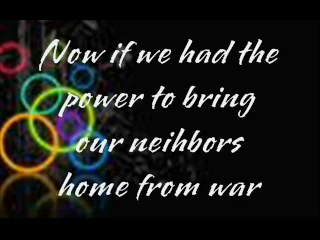 Now if we had the
power to bring
our neihbors
home from war